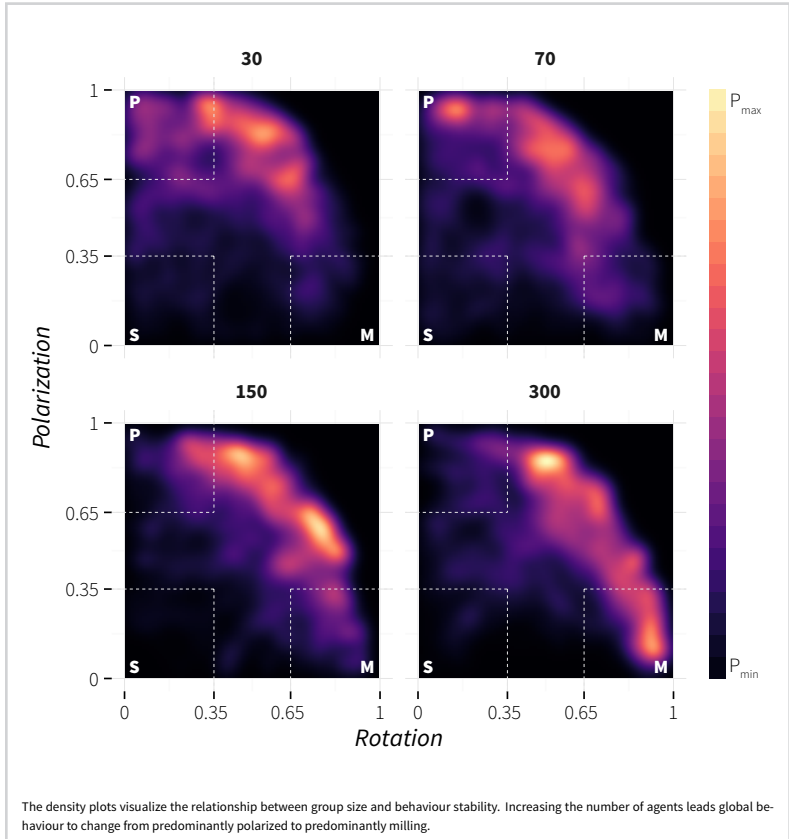 30
70
1
P
P
P max
0.65
0.35
S
M
S
M
0
Polarization
150
300
1
P
P
0.65
0.35
S
M
S
M
P min
0
0
0.35
0.65
1
0
0.35
0.65
1
Rotation
The density plots visualize the relationship between group size and behaviour stability. Increasing the number of agents leads global be-
haviour to change from predominantly polarized to predominantly milling.